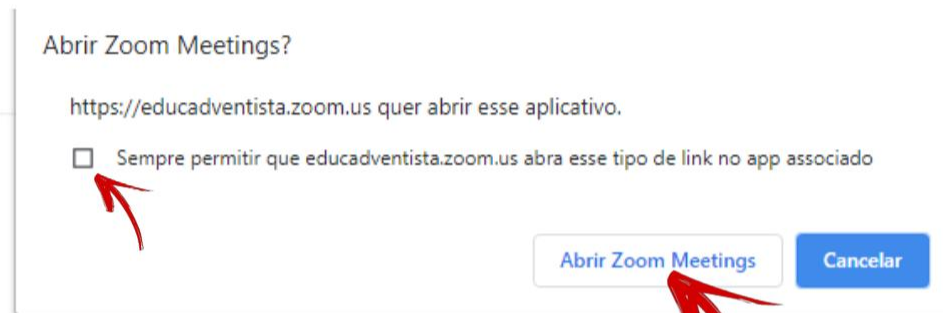 Abrir Zoom Meetings?
https://educadventista.zoom.us quer abrir esse aplicativo.
Sempre permitir que educadventista.zoom.us abra esse tipo de link no app associado
Abrir Zoom Meetings
Cancelar